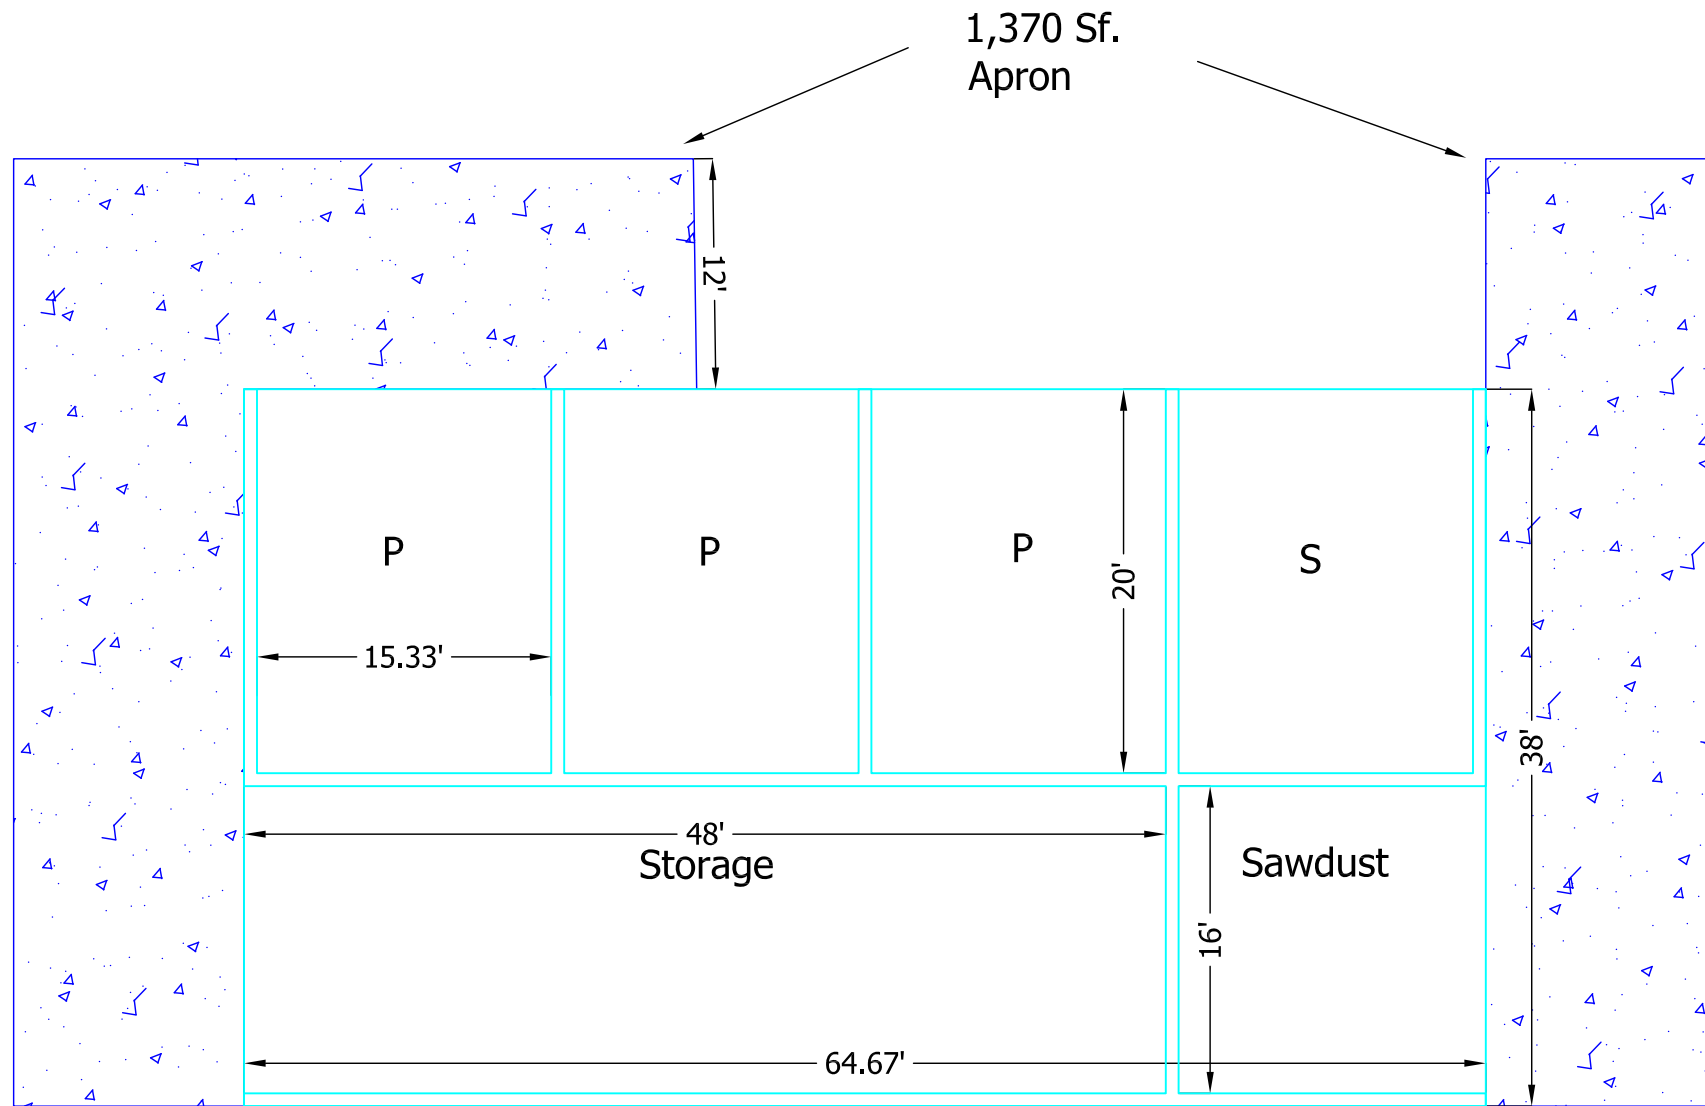 1,370 Sf.
Apron
12'
P
P
P
S
20'
15.33'
38'
48'
Storage
Sawdust
16'
64.67'